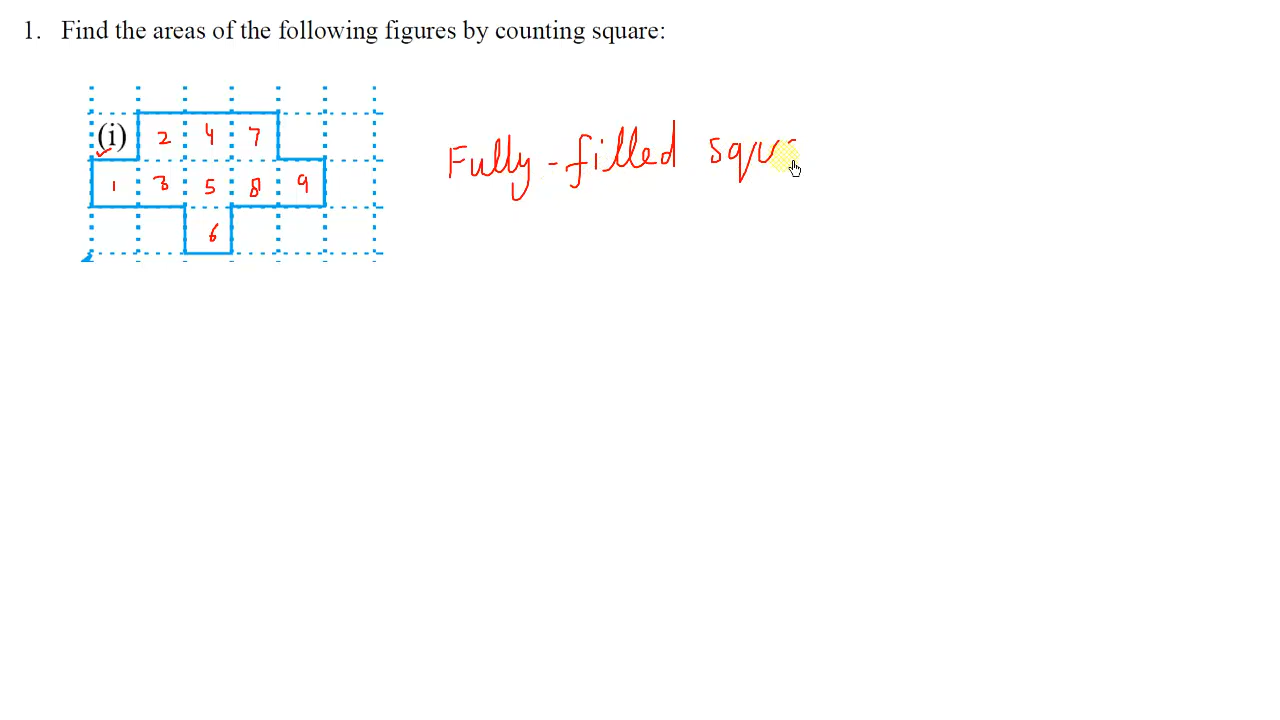 1. Find the areas of the following figures by counting square:
(i) 2 4 7
1 3 5 8 9
6
Fully-filled squ